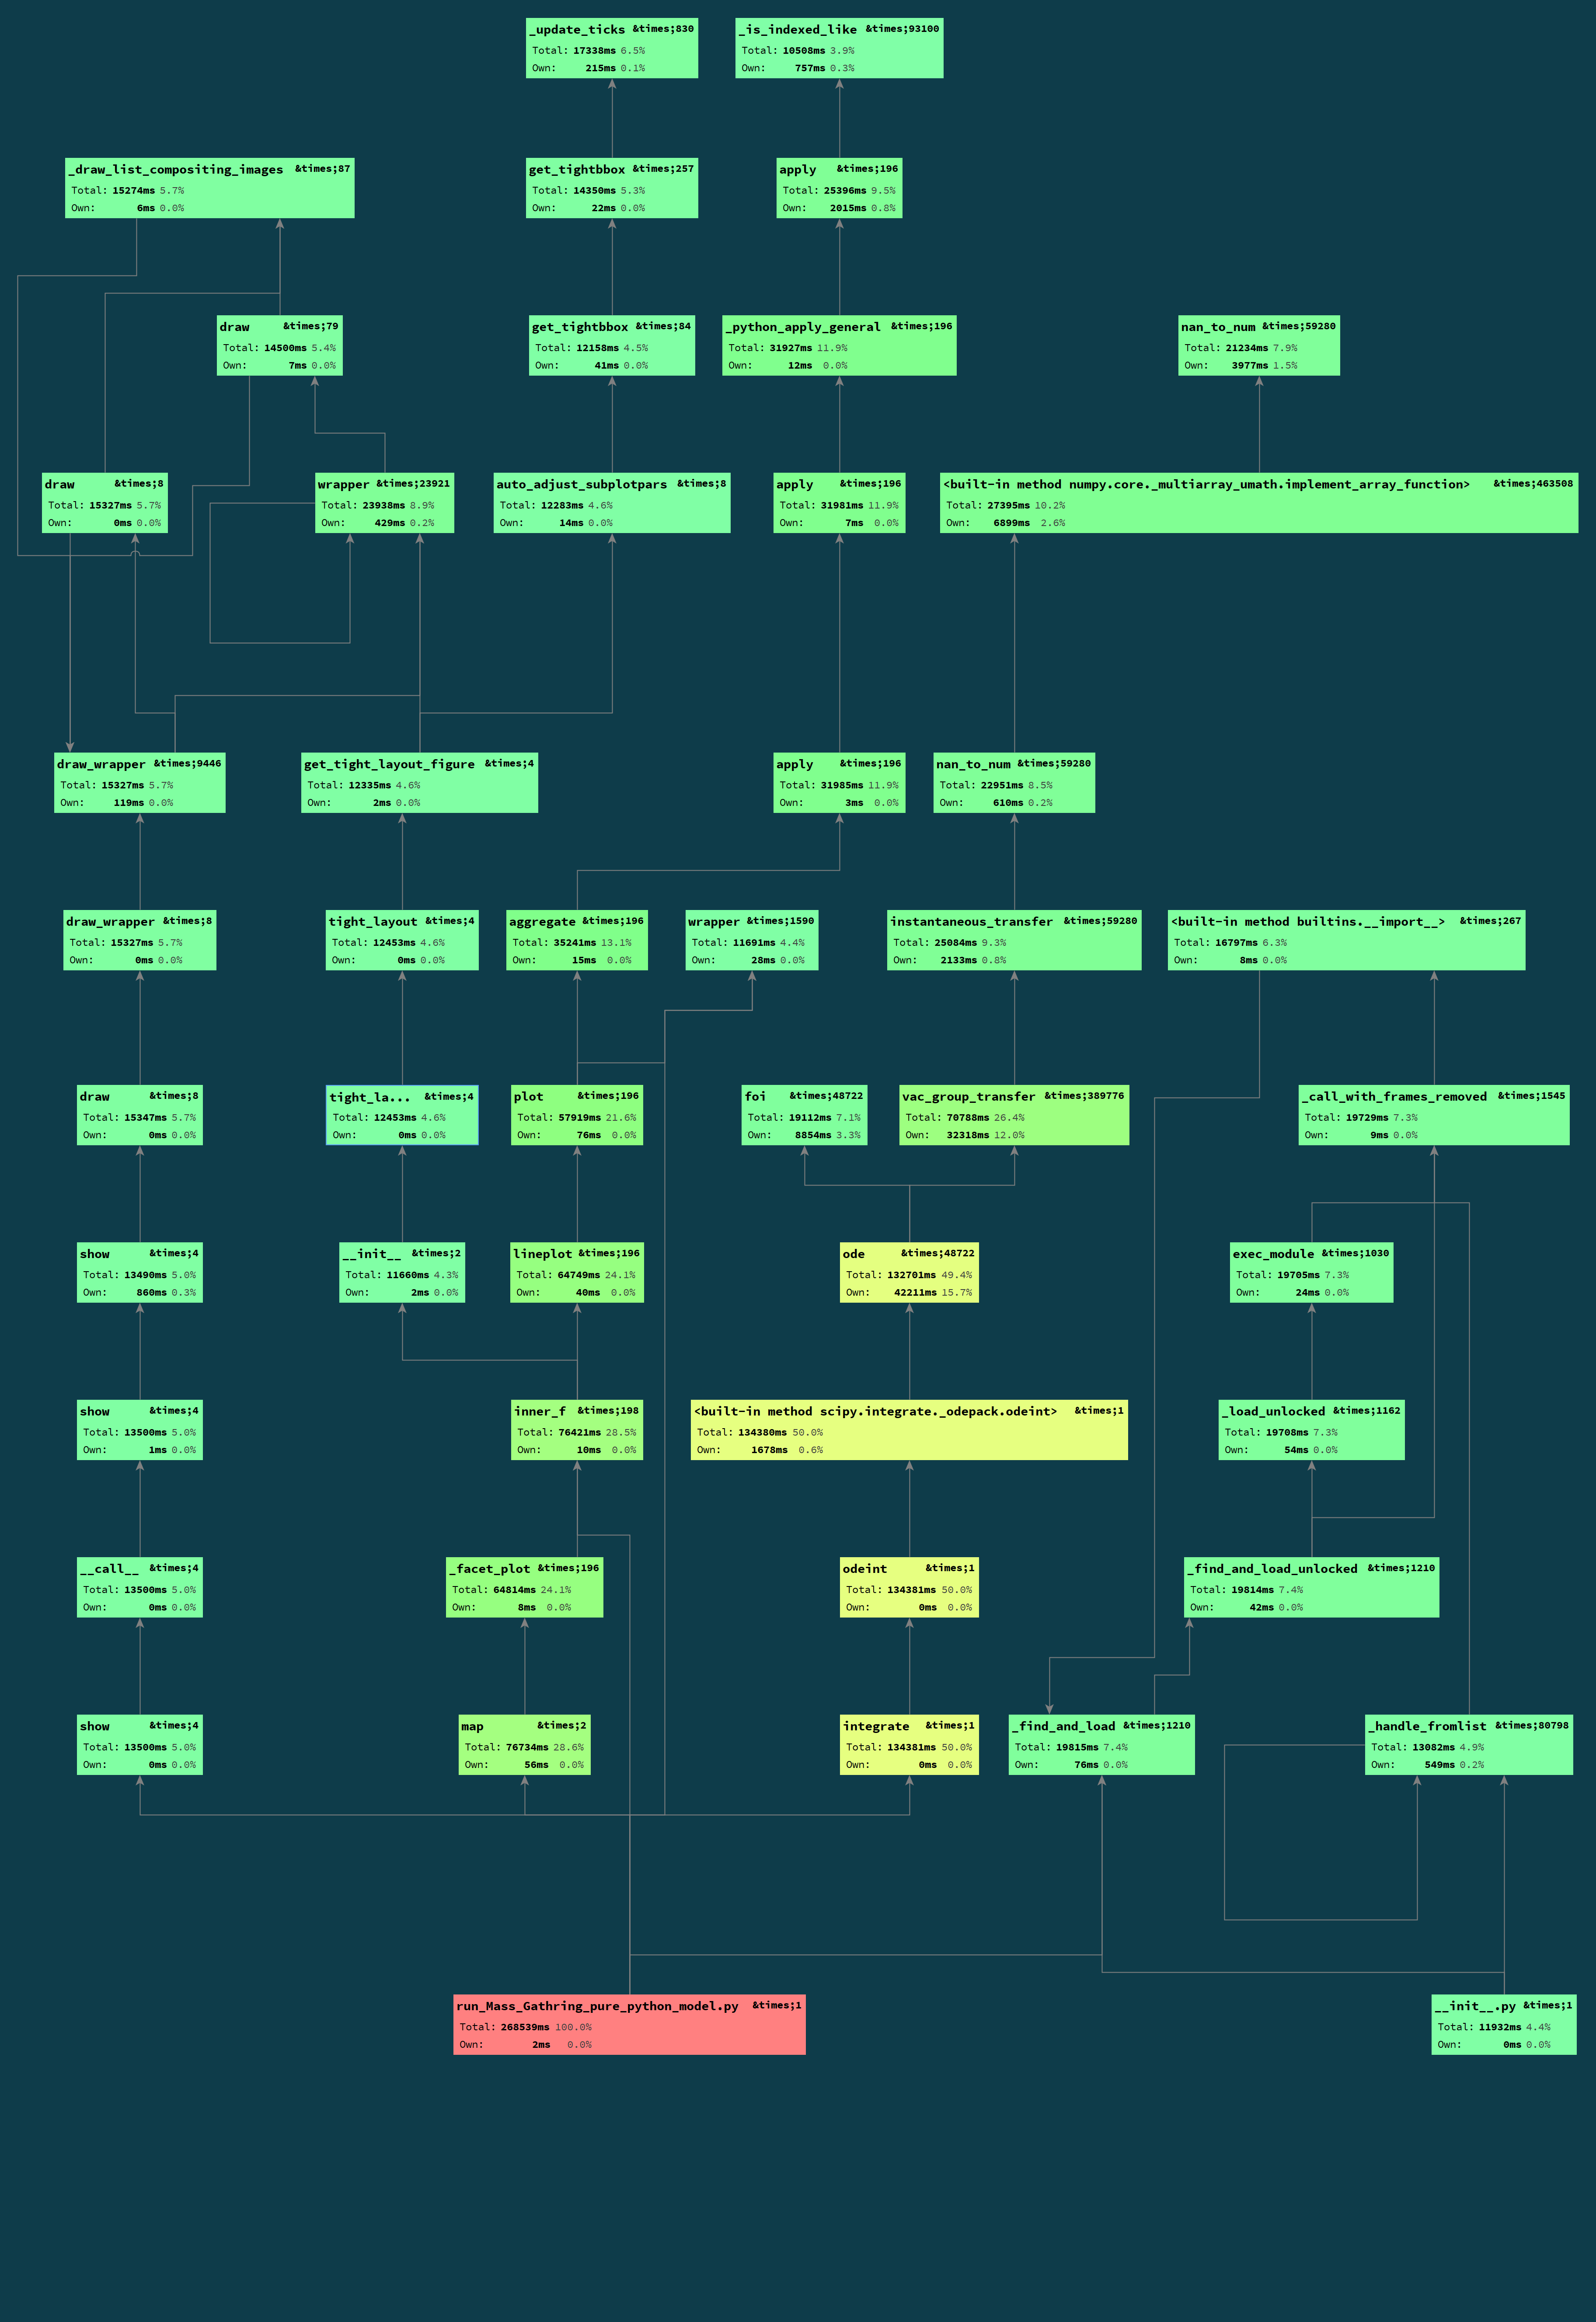 _update_ticks &times;830
Total: 17338ms 6.5%
Own: 215ms 0.1%
_is_indexed_like &times;93100
Total: 10508ms 3.9%
Own: 757ms 0.3%
_draw_list_compositing_images &times;87
Total: 15274ms 5.7%
Own: 6ms 0.0%
get_tightbbox &times;257
Total: 14350ms 5.3%
Own: 22ms 0.0%
apply &times;196
Total: 25396ms 9.5%
Own: 2015ms 0.8%
draw &times;79
Total: 14500ms 5.4%
Own: 7ms 0.0%
get_tightbbox &times;84
Total: 12158ms 4.5%
Own: 41ms 0.0%
_python_apply_general &times;196
Total: 31927ms 11.9%
Own: 12ms 0.0%
nan_to_num &times;59280
Total: 21234ms 7.9%
Own: 3977ms 1.5%
draw &times;8
Total: 15327ms 5.7%
Own: 0ms 0.0%
wrapper &times;23921
Total: 23938ms 8.9%
Own: 429ms 0.2%
auto_adjust_subplotpars &times;8
Total: 12283ms 4.6%
Own: 14ms 0.0%
apply &times;196
Total: 31981ms 11.9%
Own: 7ms 0.0%
<built-in method numpy.core._multiarray_umath.implement_array_function> &times;463508
Total: 27395ms 10.2%
Own: 6899ms 2.6%
draw_wrapper &times;9446
Total: 15327ms 5.7%
Own: 119ms 0.0%
get_tight_layout_figure &times;4
Total: 12335ms 4.6%
Own: 2ms 0.0%
apply &times;196
Total: 31985ms 11.9%
Own: 3ms 0.0%
nan_to_num &times;59280
Total: 22951ms 8.5%
Own: 610ms 0.2%
draw_wrapper &times;8
Total: 15327ms 5.7%
Own: 0ms 0.0%
tight_layout &times;4
Total: 12453ms 4.6%
Own: 0ms 0.0%
aggregate &times;196
Total: 35241ms 13.1%
Own: 15ms 0.0%
wrapper &times;1590
Total: 11691ms 4.4%
Own: 28ms 0.0%
instantaneous_transfer &times;59280
Total: 25084ms 9.3%
Own: 2133ms 0.8%
<built-in method builtins.__import__> &times;267
Total: 16797ms 6.3%
Own: 8ms 0.0%
draw &times;8
Total: 15347ms 5.7%
Own: 0ms 0.0%
tight_la... &times;4
Total: 12453ms 4.6%
Own: 0ms 0.0%
plot &times;196
Total: 57919ms 21.6%
Own: 76ms 0.0%
foi &times;48722
Total: 19112ms 7.1%
Own: 8854ms 3.3%
vac_group_transfer &times;389776
Total: 70788ms 26.4%
Own: 32318ms 12.0%
_call_with_frames_removed &times;1545
Total: 19729ms 7.3%
Own: 9ms 0.0%
show &times;4
Total: 13490ms 5.0%
Own: 860ms 0.3%
__init__ &times;2
Total: 11660ms 4.3%
Own: 2ms 0.0%
lineplot &times;196
Total: 64749ms 24.1%
Own: 40ms 0.0%
ode &times;48722
Total: 132701ms 49.4%
Own: 42211ms 15.7%
exec_module &times;1030
Total: 19705ms 7.3%
Own: 24ms 0.0%
show &times;4
Total: 13500ms 5.0%
Own: 1ms 0.0%
inner_f &times;198
Total: 76421ms 28.5%
Own: 10ms 0.0%
<built-in method scipy.integrate._odepack.odeint> &times;1
Total: 134380ms 50.0%
Own: 1678ms 0.6%
_load_unlocked &times;1162
Total: 19708ms 7.3%
Own: 54ms 0.0%
__call__ &times;4
Total: 13500ms 5.0%
Own: 0ms 0.0%
_facet_plot &times;196
Total: 64814ms 24.1%
Own: 8ms 0.0%
odeint &times;1
Total: 134381ms 50.0%
Own: 0ms 0.0%
_find_and_load_unlocked &times;1210
Total: 19814ms 7.4%
Own: 42ms 0.0%
show &times;4
Total: 13500ms 5.0%
Own: 0ms 0.0%
map &times;2
Total: 76734ms 28.6%
Own: 56ms 0.0%
integrate &times;1
Total: 134381ms 50.0%
Own: 0ms 0.0%
_find_and_load &times;1210
Total: 19815ms 7.4%
Own: 76ms 0.0%
_handle_fromlist &times;80798
Total: 13082ms 4.9%
Own: 549ms 0.2%
run_Mass_Gathring_pure_python_model.py &times;1
Total: 268539ms 100.0%
Own: 2ms 0.0%
__init__.py &times;1
Total: 11932ms 4.4%
Own: 0ms 0.0%